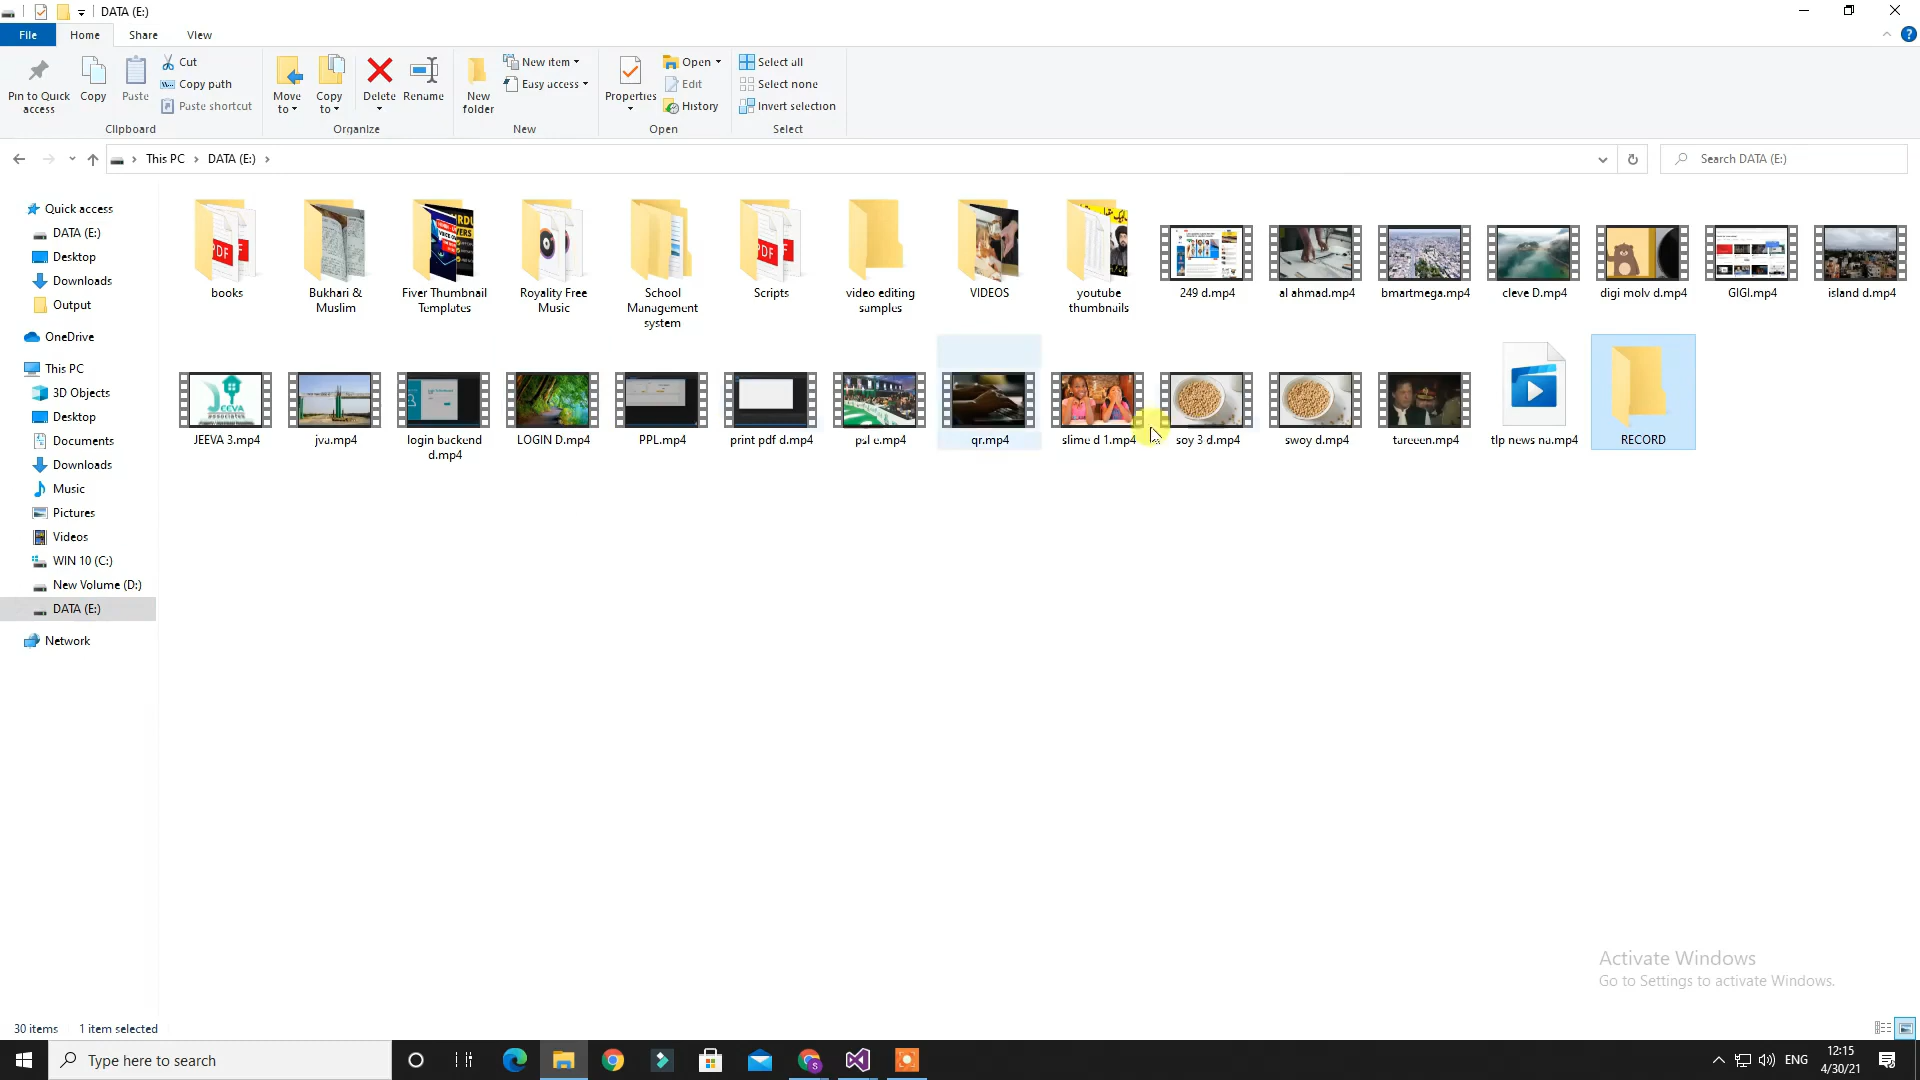 DATA (E:)
File Home Share View
Pin to Quick access
Copy
Paste
Cut
Copy path
Paste shortcut
Clipboard
Move to
Copy to
Delete
Rename
Organize
New folder
New item
Easy access
New
Properties
Open
Edit
History
Open
Select all
Select none
Invert selection
Select
This PC > DATA (E:) >
Search DATA (E:)
Quick access
DATA (E:)
Desktop
Downloads
Output
OneDrive
This PC
3D Objects
Desktop
Documents
Downloads
Music
Pictures
Videos
WIN 10 (C:)
New Volume (D:)
DATA (E:)
Network
books
Bukhari &
Muslim
Fiver Thumbnail
Templates
Royality Free
Music
School
Management
system
Scripts
video editing
samples
VIDEOS
youtube
thumbnails
249 d.mp4
al ahmad.mp4
bmartmega.mp4
cleve D.mp4
digi molv d.mp4
GIGI.mp4
island d.mp4
JEEVA 3.mp4
jva.mp4
login backend
d.mp4
LOGIN D.mp4
PPL.mp4
print pdf d.mp4
psl e.mp4
qr.mp4
slime d 1.mp4
soy 3 d.mp4
swoy d.mp4
tareeen.mp4
tlp news na.mp4
RECORD
Activate Windows
Go to Settings to activate Windows.
30 items 1 item selected
Type here to search
ENG
12:15
4/30/21